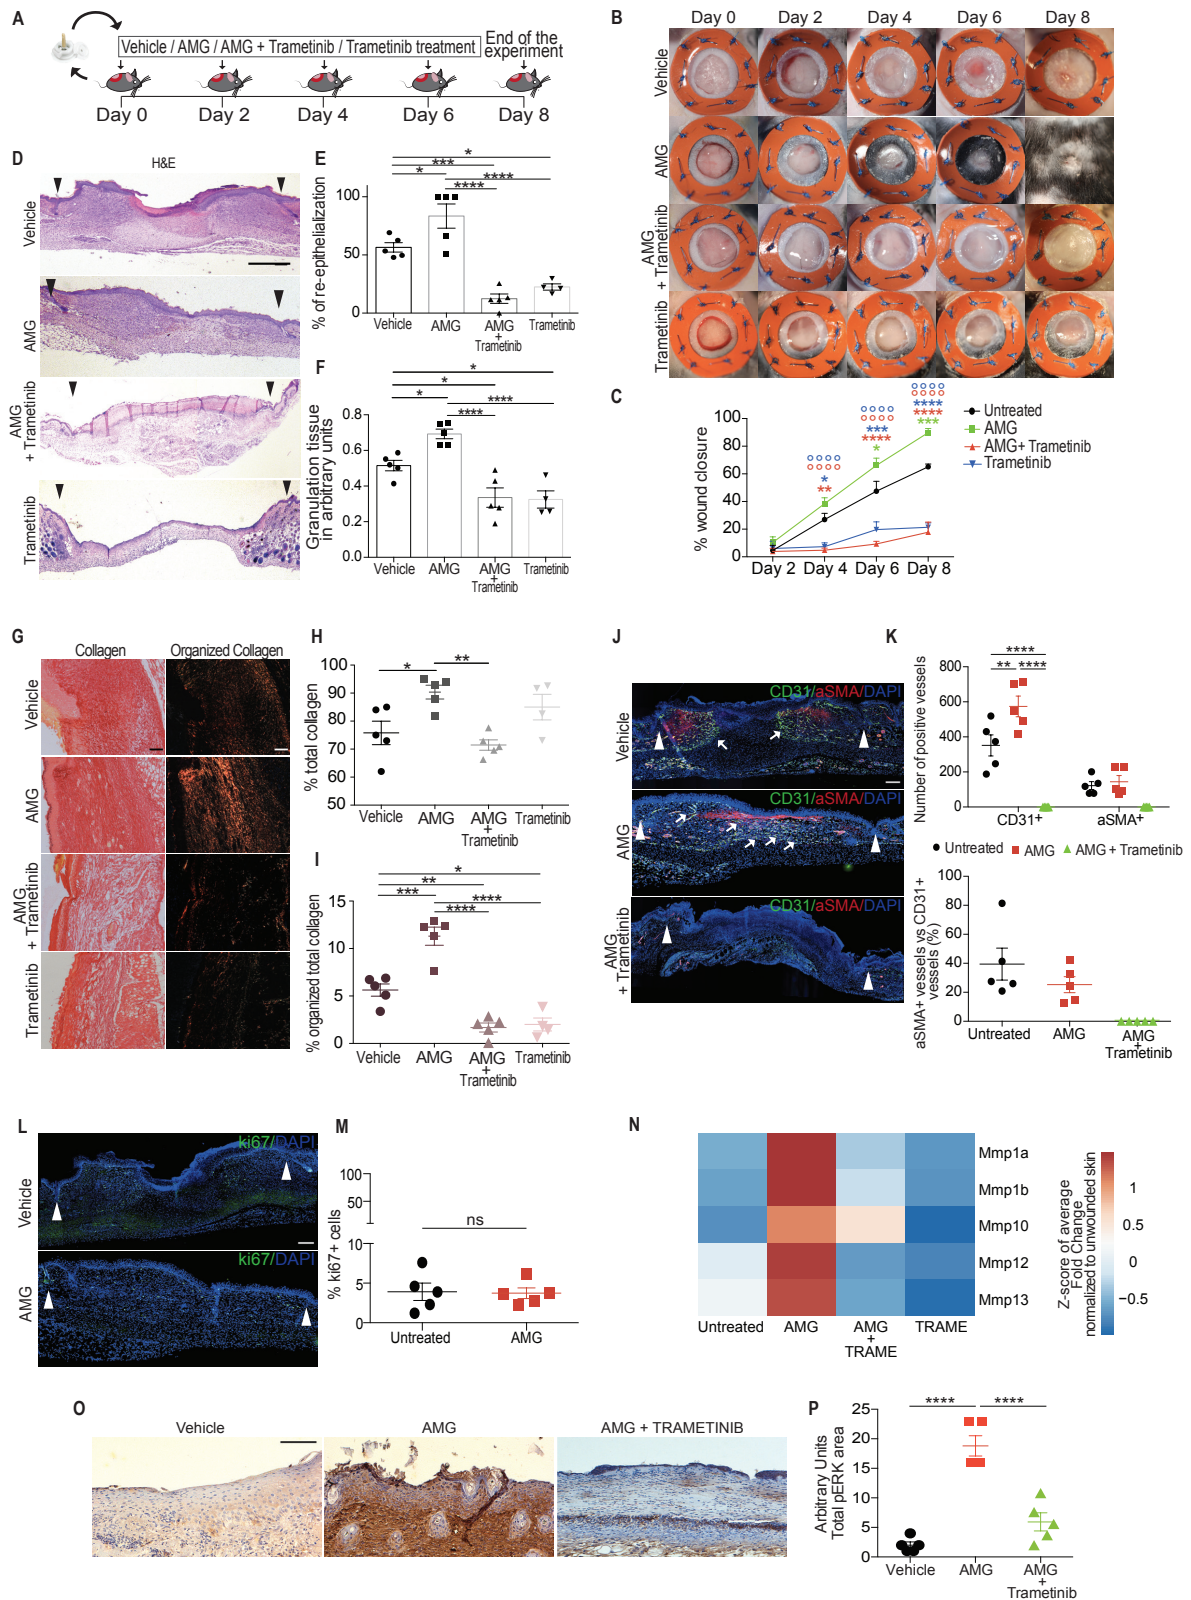 A
Vehicle / AMG / AMG + Trametinib / Trametinib treatment
End of the
experiment
Day 0 Day 2 Day 4 Day 6 Day 8
B
Day 0 Day 2 Day 4 Day 6 Day 8
Vehicle
AMG
AMG
+ Trametinib
Trametinib
C
% wound closure
100
80
60
40
20
0
Day 2 Day 4 Day 6 Day 8
°°°°
°°°°
*
**
°°°°
°°°°
***
****
*
°°°°
°°°°
****
****
***
Untreated
AMG
AMG+ Trametinib
Trametinib
D
H&E
Vehicle
AMG
AMG
+ Trametinib
Trametinib
E
% of re-epithelization
100
50
0
*
***
* ****
****
Vehicle AMG AMG + Trametinib Trametinib
F
Granulation tissue
in arbitrary units
0.8
0.6
0.4
0.2
0.0
*
*
* ****
****
Vehicle AMG AMG + Trametinib Trametinib
G
Collagen Organized Collagen
Vehicle
AMG
AMG
+ Trametinib
Trametinib
H
% total collagen
100
90
80
70
60
50
* **
Vehicle AMG AMG + Trametinib Trametinib
I
% organized total collagen
15
10
5
0
*
**
*** ****
****
Vehicle AMG AMG + Trametinib Trametinib
J
CD31/aSMA/DAPI
Vehicle
CD31/aSMA/DAPI
AMG
CD31/aSMA/DAPI
AMG
+ Trametinib
K
Number of positive vessels
800
600
400
200
0
****
** ****
CD31+ aSMA+
Untreated AMG AMG + Trametinib
aSMA+ vessels vs CD31+
vessels (%)
100
80
60
40
20
0
Untreated AMG AMG + Trametinib
L
ki67/DAPI
Vehicle
ki67/DAPI
AMG
M
% ki67+ cells
100
50
10
5
0
ns
Untreated AMG
N
Mmp1a
Mmp1b
Mmp10
Mmp12
Mmp13
Untreated AMG AMG + TRAME TRAME
Z-score of average
Fold Change
normalized to unwounded skin
1
0.5
0
−0.5
O
Vehicle AMG AMG + TRAMETINIB
P
Arbitrary Units
Total pERK area
25
20
15
10
5
0
**** ****
Vehicle AMG AMG + Trametinib